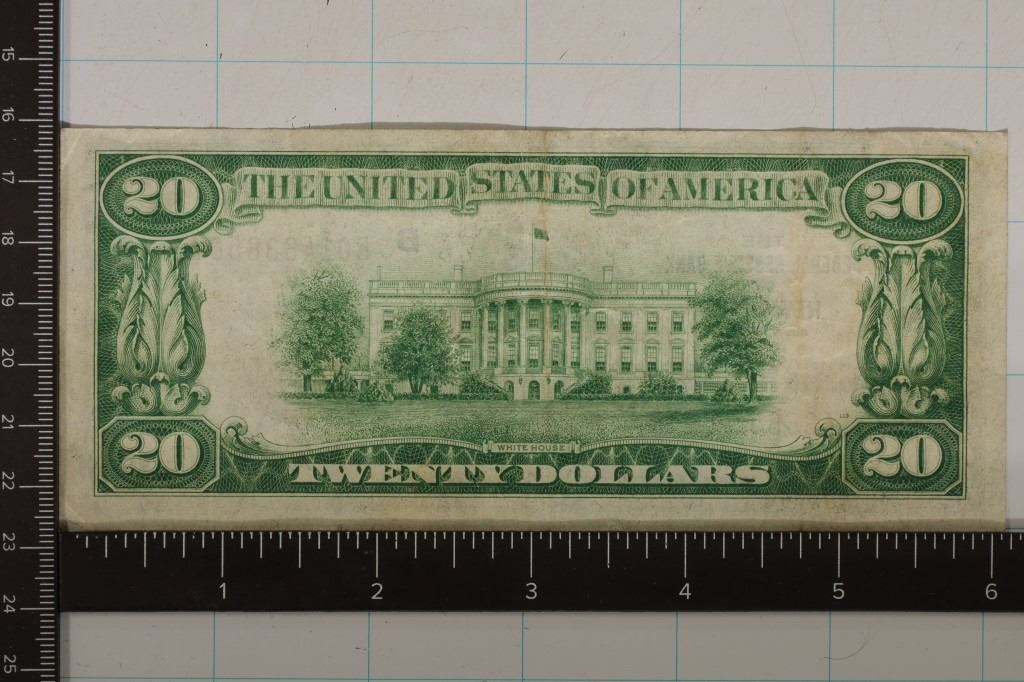 20 THE UNITED STATES OF AMERICA 20
WHITE HOUSE
20 TWENTY DOLLARS 20
15
16
17
18
19
20
21
22
23
24
25
1 2 3 4 5 6